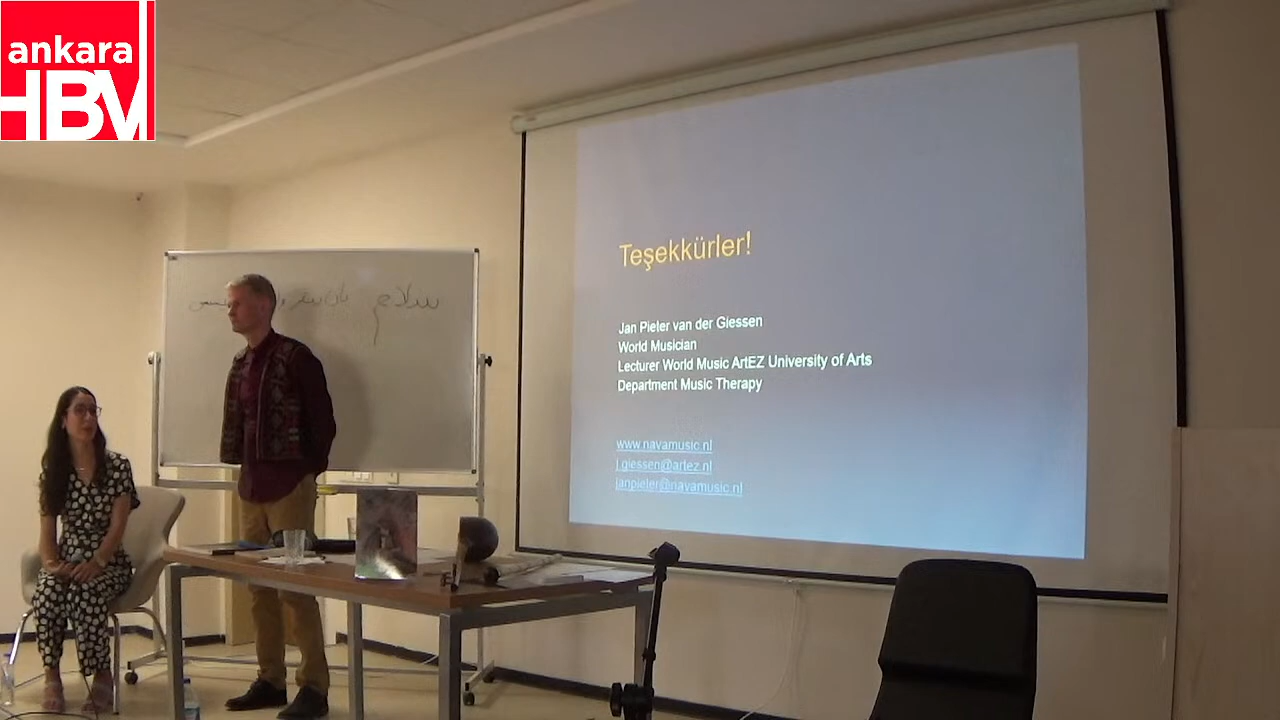 ankara
HBV
سلام
Teşekkürler!
Jan Pieter van der Giessen
World Musician
Lecturer World Music ArtEZ University of Arts
Department Music Therapy
www.navamusic.nl
j.giessen@artez.nl
janpieter@navamusic.nl